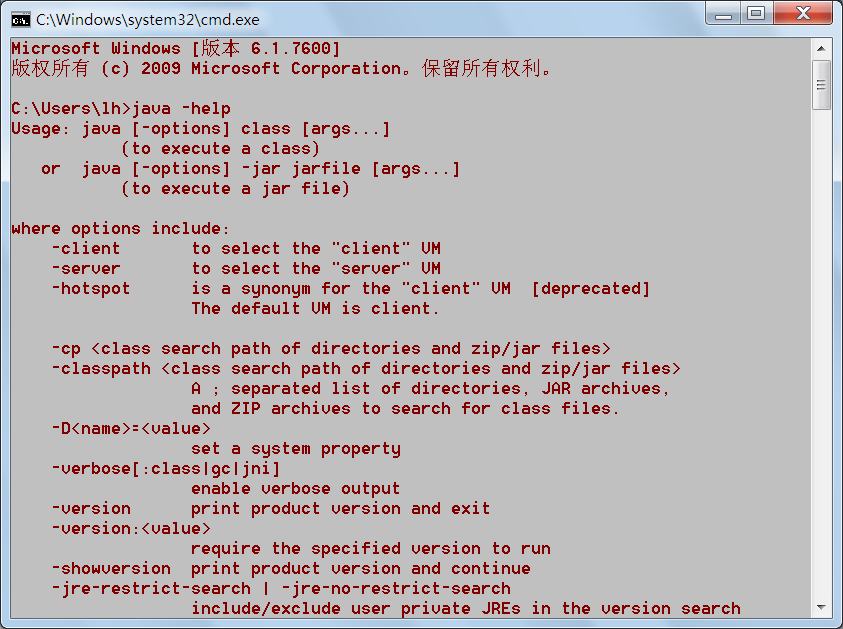 C:\Windows\system32\cmd.exe
Microsoft Windows [版本 6.1.7600]
版权所有 (c) 2009 Microsoft Corporation。保留所有权利。
C:\Users\lh>java -help
Usage: java [-options] class [args...]
(to execute a class)
or  java [-options] -jar jarfile [args...]
(to execute a jar file)
where options include:
-client       to select the "client" VM
-server       to select the "server" VM
-hotspot      is a synonym for the "client" VM  [deprecated]
The default VM is client.
-cp <class search path of directories and zip/jar files>
-classpath <class search path of directories and zip/jar files>
A ; separated list of directories, JAR archives,
and ZIP archives to search for class files.
-D<name>=<value>
set a system property
-verbose[:class|gc|jni]
enable verbose output
-version      print product version and exit
-version:<value>
require the specified version to run
-showversion  print product version and continue
-jre-restrict-search | -jre-no-restrict-search
include/exclude user private JREs in the version search